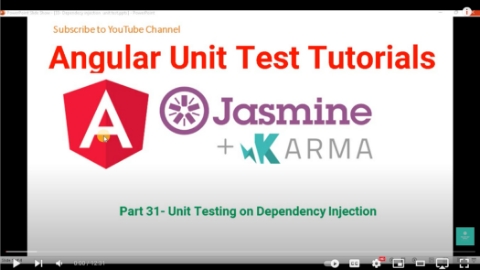 Subscribe to YouTube Channel
Angular Unit Test Tutorials
A
Jasmine
+ KARMA
Part 31- Unit Testing on Dependency Injection